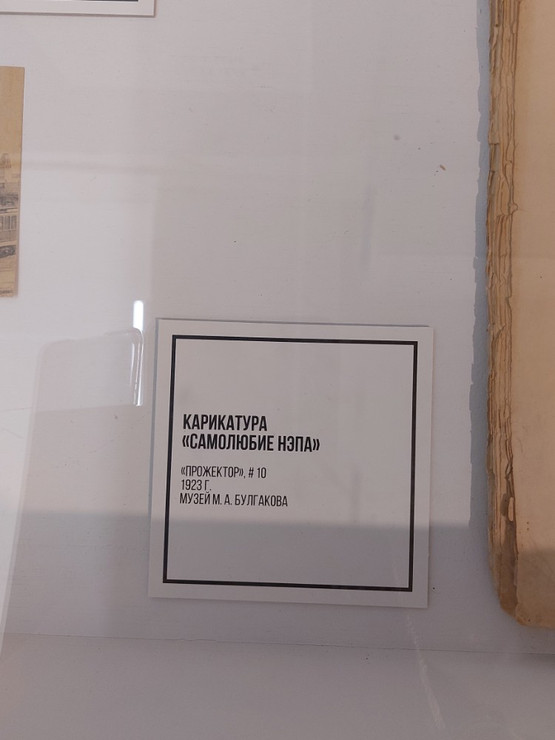 КАРИКАТУРА
«САМОЛЮБИЕ НЭПА»
«ПРОЖЕКТОР», # 10
1923 Г.
МУЗЕЙ М. А. БУЛГАКОВА